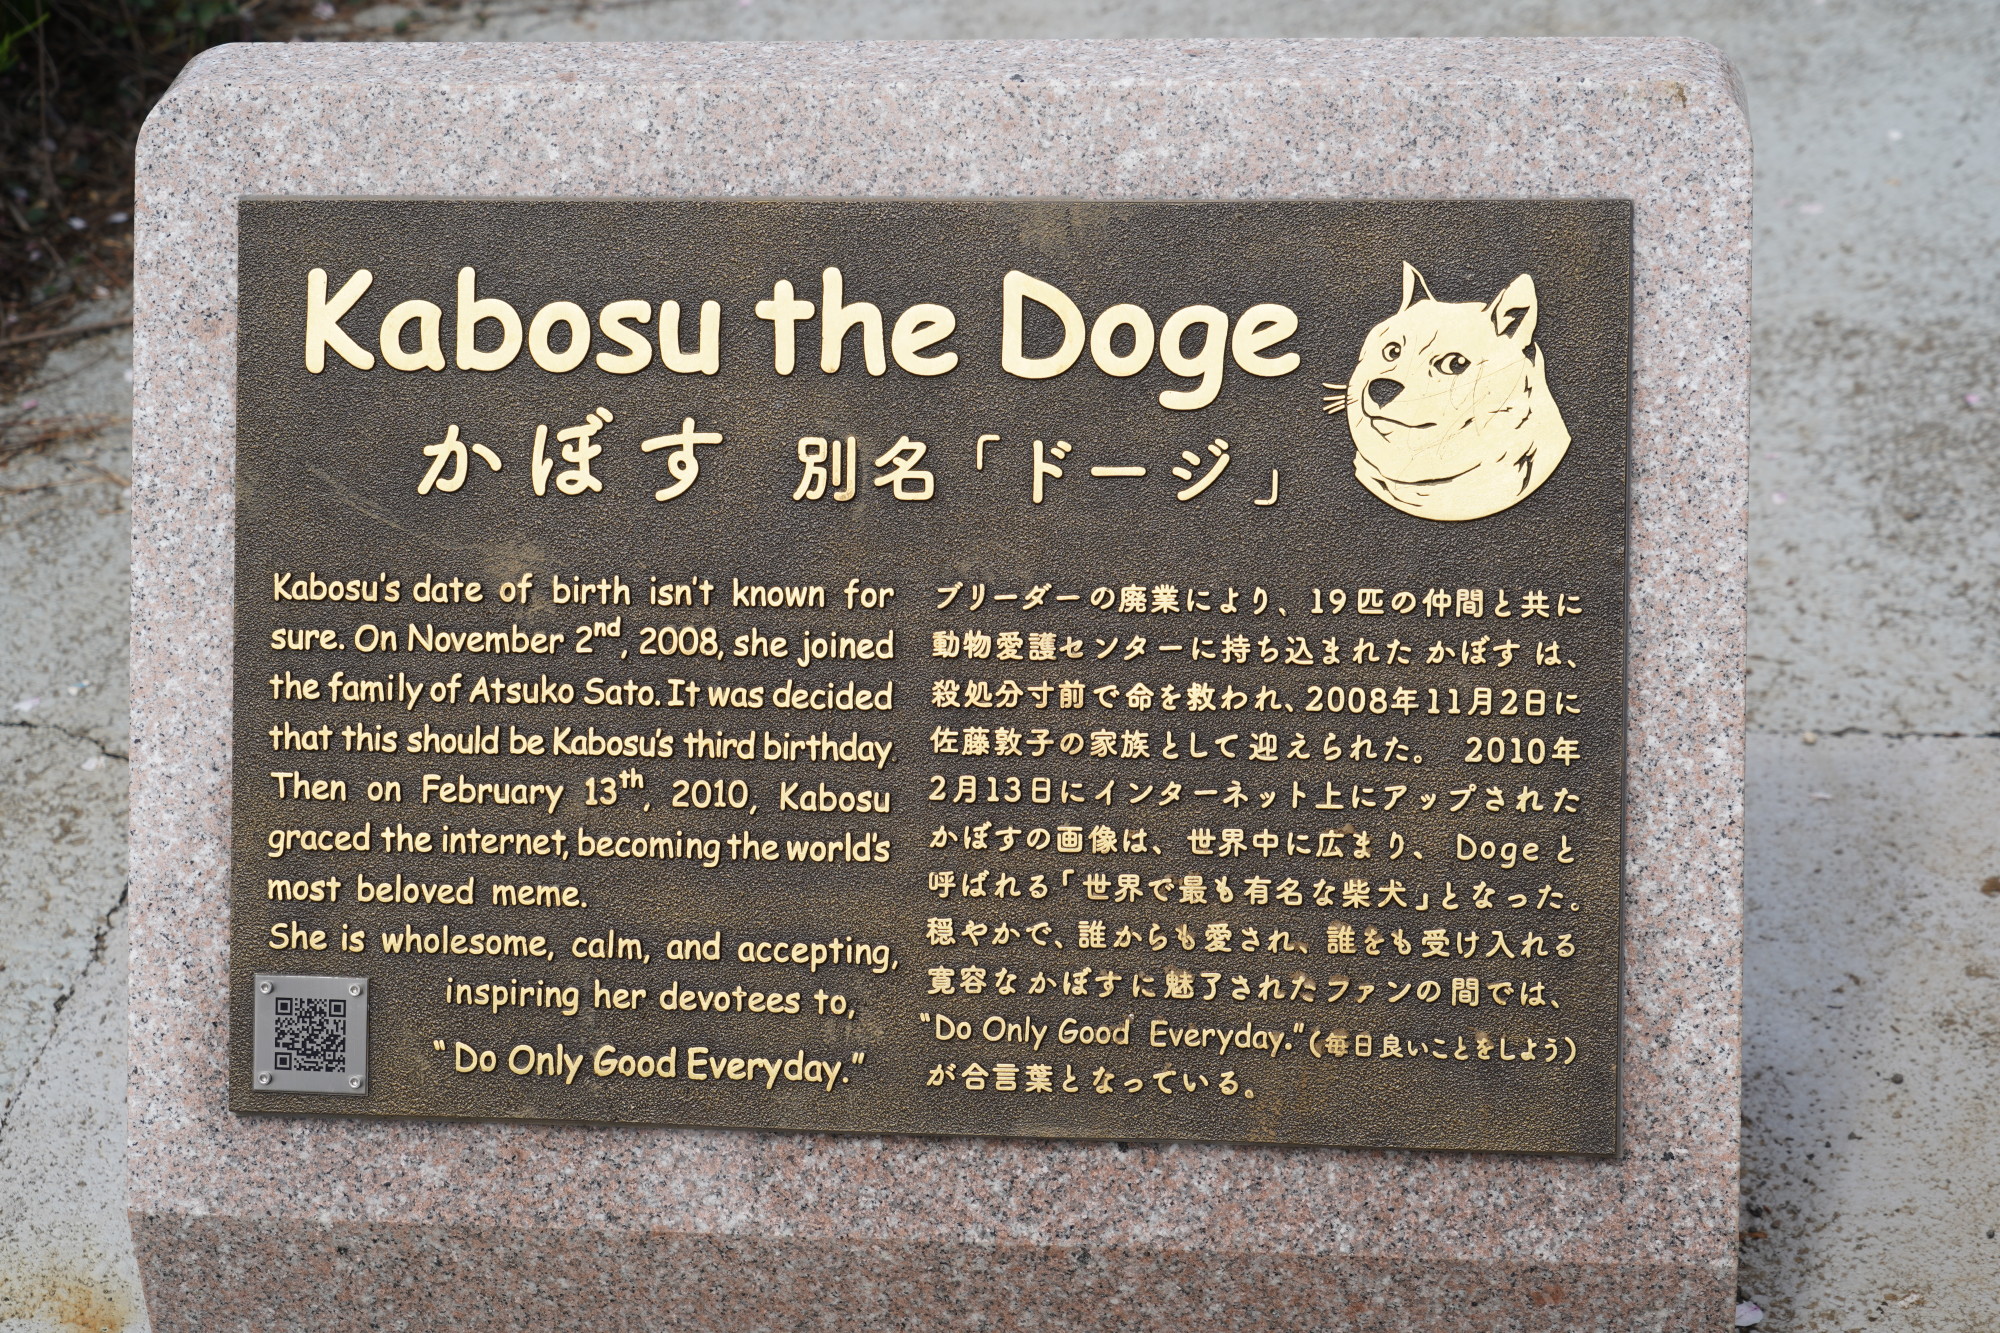 Kabosu the Doge
かぼす 別名「ドージ」
Kabosu's date of birth isn't known for
sure. On November 2nd, 2008, she joined
the family of Atsuko Sato. It was decided
that this should be Kabosu's third birthday.
Then on February 13th, 2010, Kabosu
graced the internet, becoming the world's
most beloved meme.
She is wholesome, calm, and accepting,
inspiring her devotees to,
"Do Only Good Everyday."
ブリーダーの廃業により、19匹の仲間と共に
動物愛護センターに持ち込まれた かぼす は、
殺処分寸前で命を救われ、2008年11月2日に
佐藤敦子の家族として迎えられた。 2010年
2月13日にインターネット上にアップされた
かぼすの画像は、世界中に広まり、Dogeと
呼ばれる「世界で最も有名な柴犬」となった。
穏やかで、誰からも愛され、誰をも受け入れる
寛容なかぼすに魅了されたファンの間では、
"Do Only Good Everyday."(毎日良いことをしよう)
が合言葉となっている。